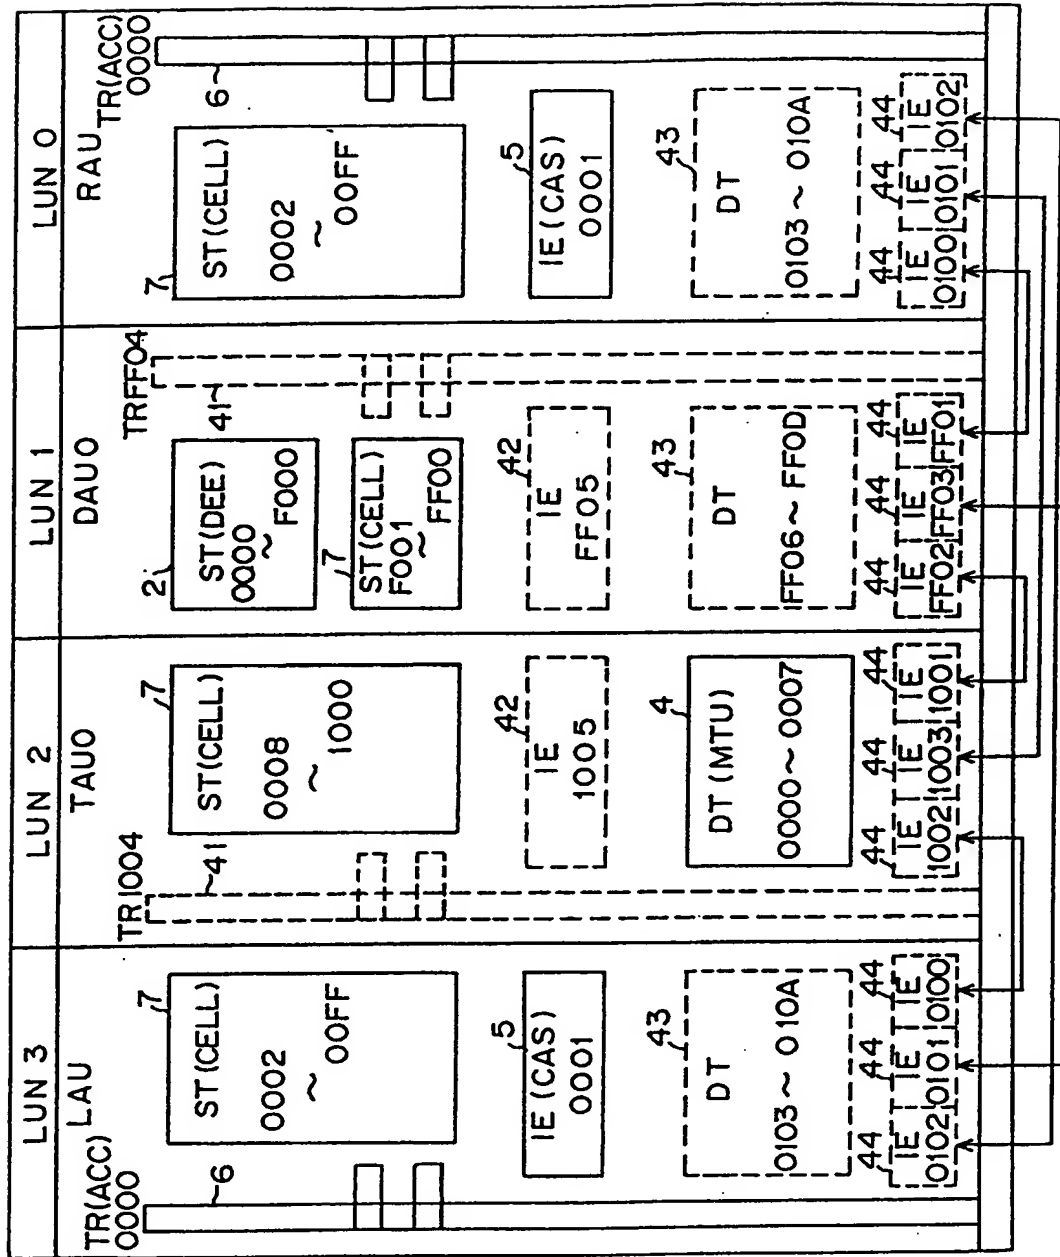 LUN 3
LAU
TR(ACC)
0000
6
7
ST(CELL)
0002
~
00FF
5
IE(CAS)
0001
43
DT
0103~010A
44
44
44
IE
IE
IE
0102
0101
0100
LUN 2
TAU0
TR1004
41
7
ST(CELL)
0008
~
1000
42
IE
1005
4
DT(MTU)
0000~0007
44
44
44
IE
IE
IE
1002
1003
1001
LUN 1
DAU0
TRFF04
41
2
ST(DEE)
0000
~
F000
7
ST(CELL)
F001
~
FF00
42
IE
FF05
43
DT
FF06~FF0D
44
44
44
IE
IE
IE
FF02
FF03
FF01
LUN 0
RAU
TR(ACC)
0000
6
7
ST(CELL)
0002
~
00FF
5
IE(CAS)
0001
43
DT
0103~010A
44
44
44
IE
IE
IE
0100
0101
0102